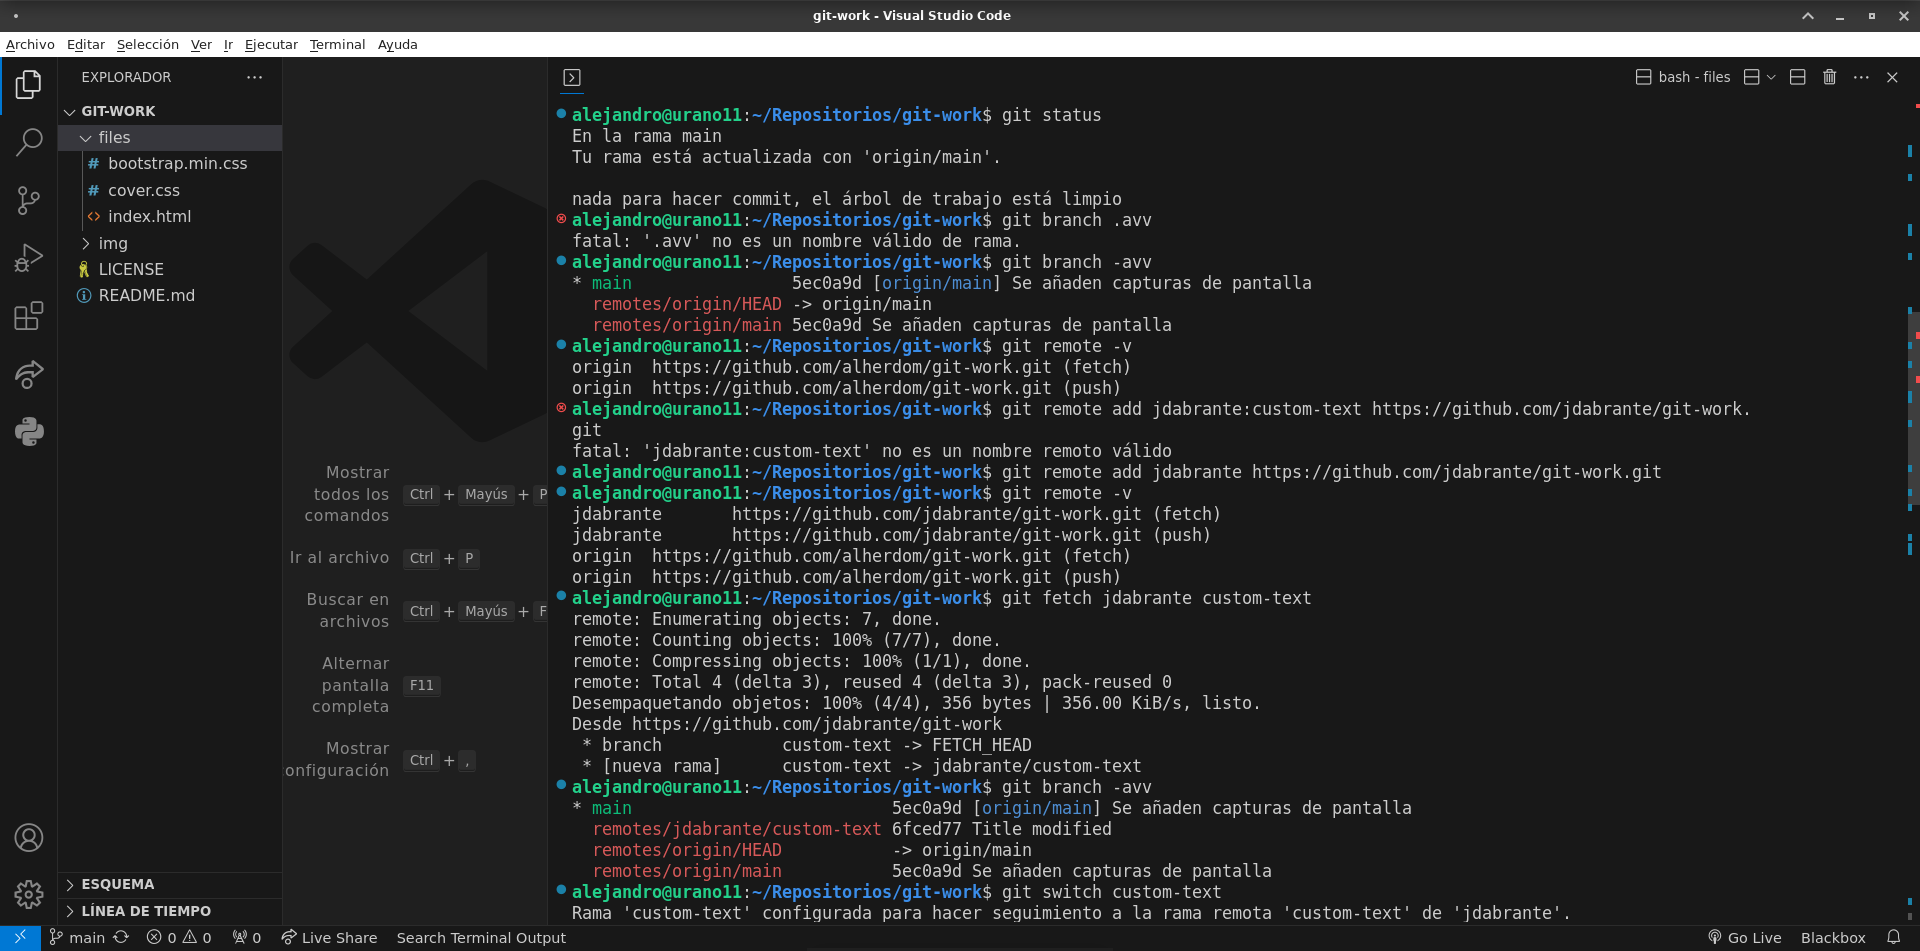 git-work - Visual Studio Code
Archivo Editar Selección Ver Ir Ejecutar Terminal Ayuda
EXPLORADOR
GIT-WORK
files
# bootstrap.min.css
# cover.css
<> index.html
img
LICENSE
README.md
ESQUEMA
LÍNEA DE TIEMPO
Mostrar
todos los
comandos
Ctrl + Mayús + P
Ir al archivo Ctrl + P
Buscar en
archivos
Ctrl + Mayús + F
Alternar
pantalla
completa
F11
Mostrar
onfiguración
Ctrl + ,
bash - files
alejandro@urano11:~/Repositorios/git-work$ git status
En la rama main
Tu rama está actualizada con 'origin/main'.
nada para hacer commit, el árbol de trabajo está limpio
alejandro@urano11:~/Repositorios/git-work$ git branch .avv
fatal: '.avv' no es un nombre válido de rama.
alejandro@urano11:~/Repositorios/git-work$ git branch -avv
* main                5ec0a9d [origin/main] Se añaden capturas de pantalla
  remotes/origin/HEAD -> origin/main
  remotes/origin/main 5ec0a9d Se añaden capturas de pantalla
alejandro@urano11:~/Repositorios/git-work$ git remote -v
origin  https://github.com/alherdom/git-work.git (fetch)
origin  https://github.com/alherdom/git-work.git (push)
alejandro@urano11:~/Repositorios/git-work$ git remote add jdabrante:custom-text https://github.com/jdabrante/git-work.
git
fatal: 'jdabrante:custom-text' no es un nombre remoto válido
alejandro@urano11:~/Repositorios/git-work$ git remote add jdabrante https://github.com/jdabrante/git-work.git
alejandro@urano11:~/Repositorios/git-work$ git remote -v
jdabrante       https://github.com/jdabrante/git-work.git (fetch)
jdabrante       https://github.com/jdabrante/git-work.git (push)
origin  https://github.com/alherdom/git-work.git (fetch)
origin  https://github.com/alherdom/git-work.git (push)
alejandro@urano11:~/Repositorios/git-work$ git fetch jdabrante custom-text
remote: Enumerating objects: 7, done.
remote: Counting objects: 100% (7/7), done.
remote: Compressing objects: 100% (1/1), done.
remote: Total 4 (delta 3), reused 4 (delta 3), pack-reused 0
Desempaquetando objetos: 100% (4/4), 356 bytes | 356.00 KiB/s, listo.
Desde https://github.com/jdabrante/git-work
 * branch            custom-text -> FETCH_HEAD
 * [nueva rama]      custom-text -> jdabrante/custom-text
alejandro@urano11:~/Repositorios/git-work$ git branch -avv
* main                          5ec0a9d [origin/main] Se añaden capturas de pantalla
  remotes/jdabrante/custom-text 6fced77 Title modified
  remotes/origin/HEAD           -> origin/main
  remotes/origin/main           5ec0a9d Se añaden capturas de pantalla
alejandro@urano11:~/Repositorios/git-work$ git switch custom-text
Rama 'custom-text' configurada para hacer seguimiento a la rama remota 'custom-text' de 'jdabrante'.
main 0 0 0 Live Share Search Terminal Output Go Live Blackbox